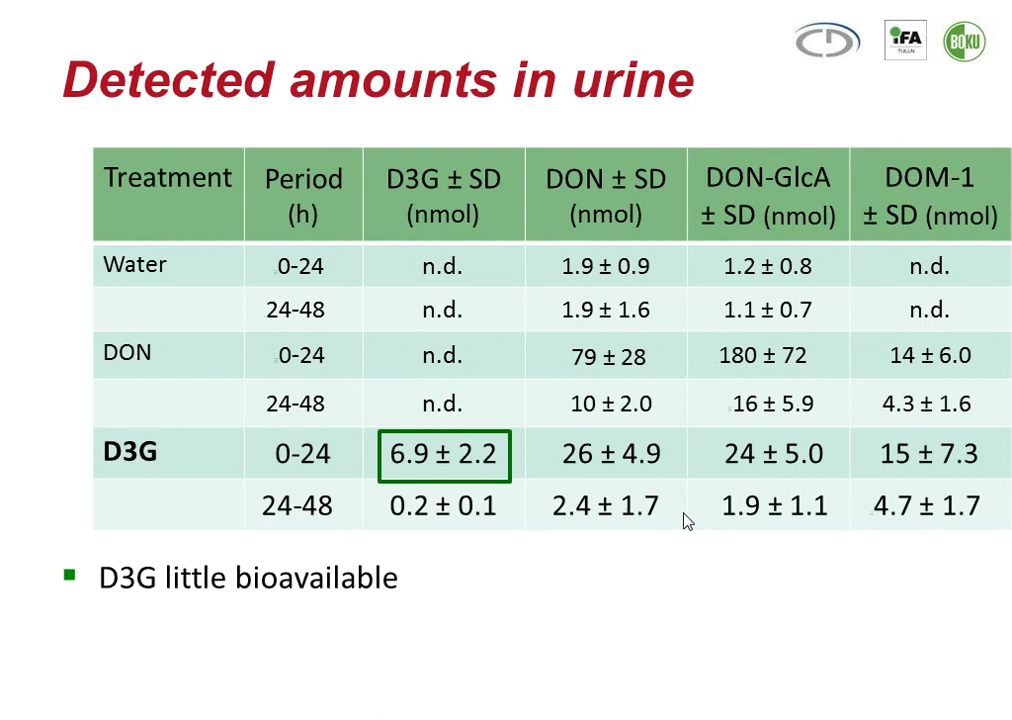 CD
iFA
TULLN
BOKU
Detected amounts in urine
Treatment Period (h) D3G ± SD (nmol) DON ± SD (nmol) DON-GlcA ± SD (nmol) DOM-1 ± SD (nmol)
Water 0-24 n.d. 1.9 ± 0.9 1.2 ± 0.8 n.d.
24-48 n.d. 1.9 ± 1.6 1.1 ± 0.7 n.d.
DON 0-24 n.d. 79 ± 28 180 ± 72 14 ± 6.0
24-48 n.d. 10 ± 2.0 16 ± 5.9 4.3 ± 1.6
D3G 0-24 6.9 ± 2.2 26 ± 4.9 24 ± 5.0 15 ± 7.3
24-48 0.2 ± 0.1 2.4 ± 1.7 1.9 ± 1.1 4.7 ± 1.7
▪ D3G little bioavailable